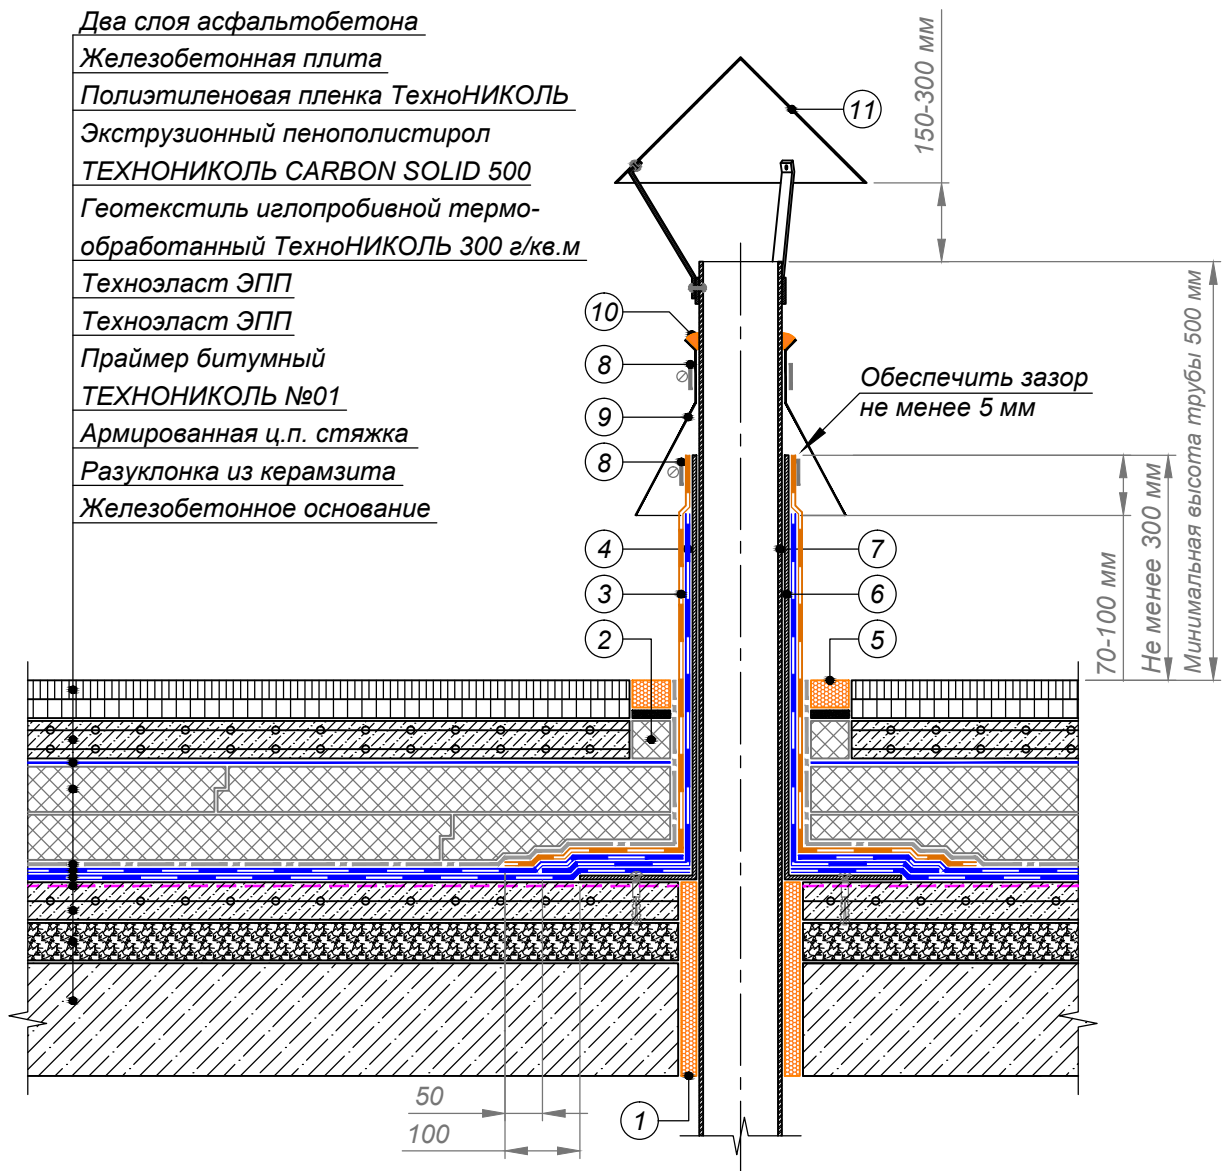 Два слоя асфальтобетона
Железобетонная плита
Полиэтиленовая пленка ТехноНИКОЛЬ
Экструзионный пенополистирол
ТЕХНОНИКОЛЬ CARBON SOLID 500
Геотекстиль иглопробивной термо-
обработанный ТехноНИКОЛЬ 300 г/кв.м
Техноэласт ЭПП
Техноэласт ЭПП
Праймер битумный
ТЕХНОНИКОЛЬ №01
Армированная ц.п. стяжка
Разуклонка из керамзита
Железобетонное основание
11
150-300 мм
10
8
9
8
Обеспечить зазор
не менее 5 мм
4
3
2
7
6
5
70-100 мм
Не менее 300 мм
Минимальная высота трубы 500 мм
50
100
1